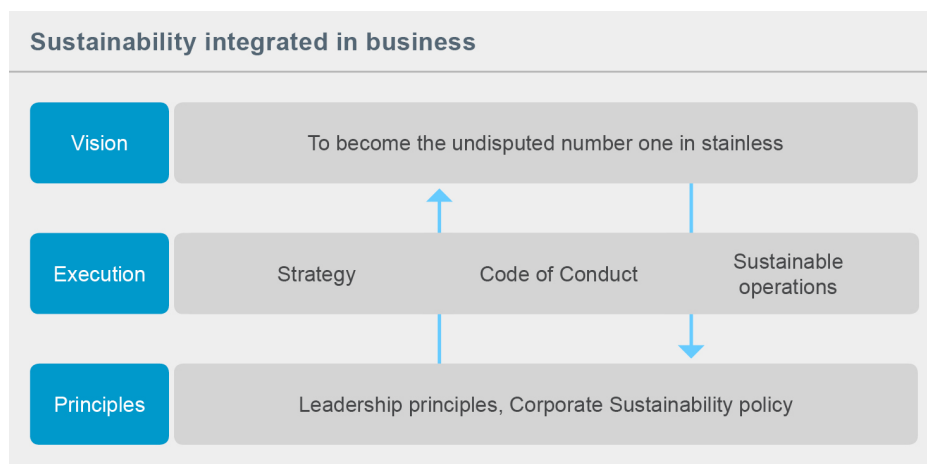 Sustainability integrated in business
Vision
To become the undisputed number one in stainless
Execution
Strategy
Code of Conduct
Sustainable
operations
Principles
Leadership principles, Corporate Sustainability policy